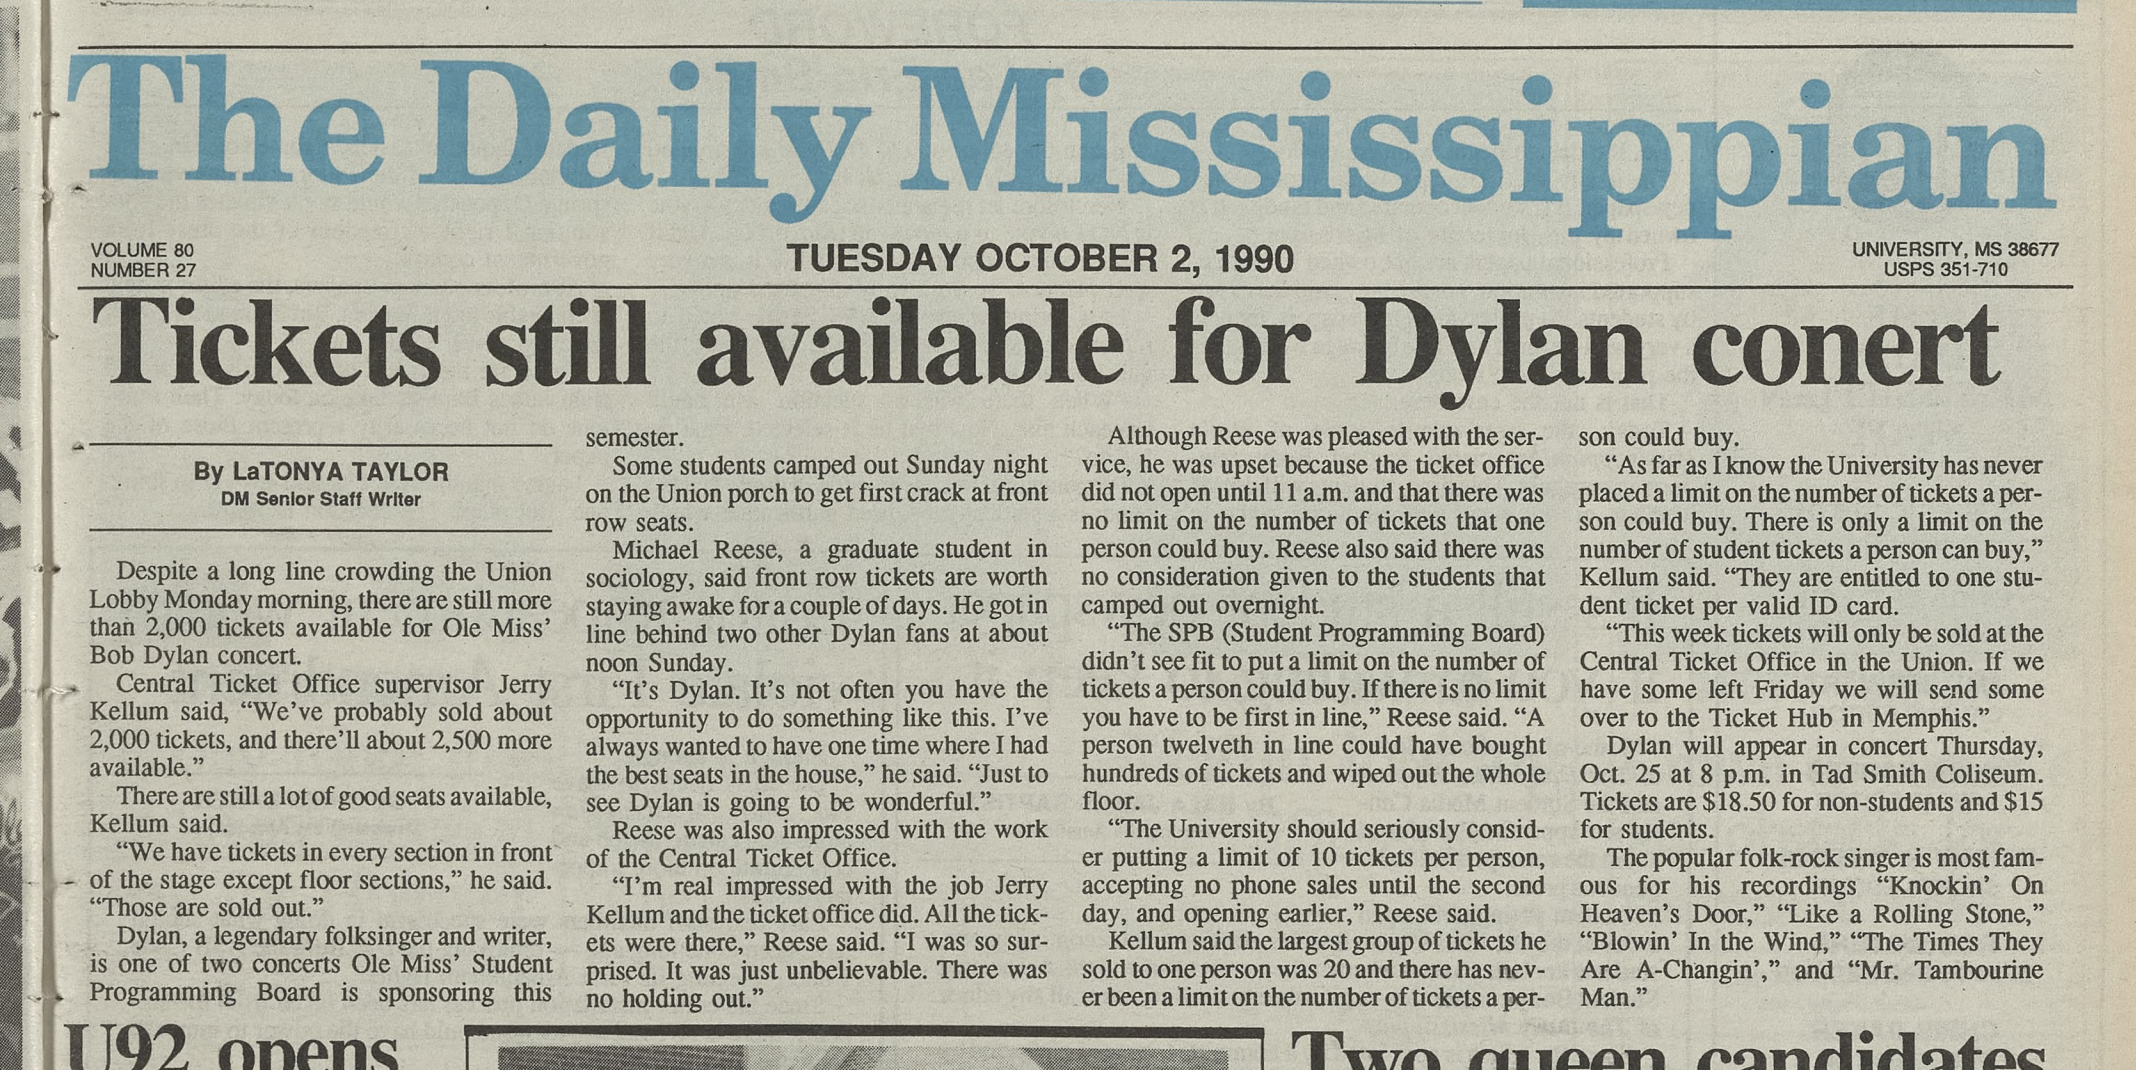 The Daily Mississippian
VOLUME 80
NUMBER 27
TUESDAY OCTOBER 2, 1990
UNIVERSITY, MS 38677
USPS 351-710
Tickets still available for Dylan conert
By LaTONYA TAYLOR
DM Senior Staff Writer
Despite a long line crowding the Union
Lobby Monday morning, there are still more
than 2,000 tickets available for Ole Miss’
Bob Dylan concert.
Central Ticket Office supervisor Jerry
Kellum said, “We’ve probably sold about
2,000 tickets, and there’ll about 2,500 more
available.”
There are still a lot of good seats available,
Kellum said.
“We have tickets in every section in front
of the stage except floor sections,” he said.
“Those are sold out.”
Dylan, a legendary folksinger and writer,
is one of two concerts Ole Miss’ Student
Programming Board is sponsoring this
semester.
Some students camped out Sunday night
on the Union porch to get first crack at front
row seats.
Michael Reese, a graduate student in
sociology, said front row tickets are worth
staying awake for a couple of days. He got in
line behind two other Dylan fans at about
noon Sunday.
“It’s Dylan. It’s not often you have the
opportunity to do something like this. I’ve
always wanted to have one time where I had
the best seats in the house,” he said. “Just to
see Dylan is going to be wonderful.”
Reese was also impressed with the work
of the Central Ticket Office.
“I’m real impressed with the job Jerry
Kellum and the ticket office did. All the tick-
ets were there,” Reese said. “I was so sur-
prised. It was just unbelievable. There was
no holding out.”
Although Reese was pleased with the ser-
vice, he was upset because the ticket office
did not open until 11 a.m. and that there was
no limit on the number of tickets that one
person could buy. Reese also said there was
no consideration given to the students that
camped out overnight.
“The SPB (Student Programming Board)
didn’t see fit to put a limit on the number of
tickets a person could buy. If there is no limit
you have to be first in line,” Reese said. “A
person twelveth in line could have bought
hundreds of tickets and wiped out the whole
floor.
“The University should seriously consid-
er putting a limit of 10 tickets per person,
accepting no phone sales until the second
day, and opening earlier,” Reese said.
Kellum said the largest group of tickets he
sold to one person was 20 and there has nev-
er been a limit on the number of tickets a per-
son could buy.
“As far as I know the University has never
placed a limit on the number of tickets a per-
son could buy. There is only a limit on the
number of student tickets a person can buy,”
Kellum said. “They are entitled to one stu-
dent ticket per valid ID card.
“This week tickets will only be sold at the
Central Ticket Office in the Union. If we
have some left Friday we will send some
over to the Ticket Hub in Memphis.”
Dylan will appear in concert Thursday,
Oct. 25 at 8 p.m. in Tad Smith Coliseum.
Tickets are $18.50 for non-students and $15
for students.
The popular folk-rock singer is most fam-
ous for his recordings “Knockin’ On
Heaven’s Door,” “Like a Rolling Stone,”
“Blowin’ In the Wind,” “The Times They
Are A-Changin’,” and “Mr. Tambourine
Man.”
U92 opens
Two queen candidates